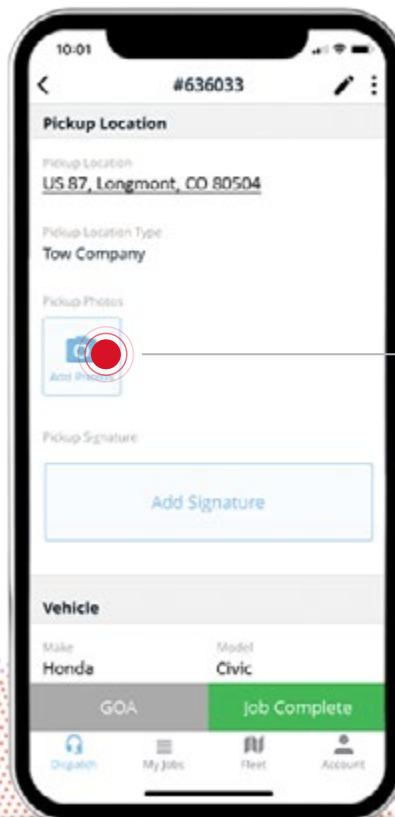 10:01
#636033
Pickup Location
Pickup Location
US 87, Longmont, CO 80504
Pickup Location Type
Tow Company
Pickup Photos
Add Photos
Pickup Signature
Add Signature
Vehicle
Make Model
Honda Civic
GOA Job Complete
Dispatch My Jobs Fleet Account